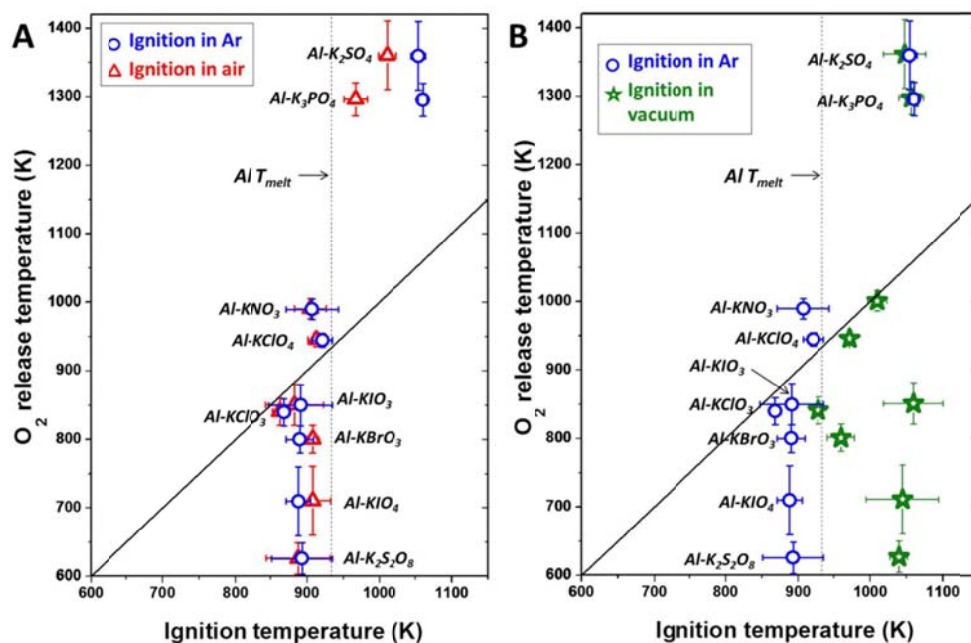 A
Ignition in Ar
Ignition in air
Al-K2SO4
Al-K3PO4
Al Tmelt
Al-KNO3
Al-KClO4
Al-KIO3
Al-KClO3
Al-KBrO3
Al-KIO4
Al-K2S2O8
O2 release temperature (K)
1400
1300
1200
1100
1000
900
800
700
600
600 700 800 900 1000 1100
Ignition temperature (K)
B
Ignition in Ar
Ignition in
vacuum
Al-K2SO4
Al-K3PO4
Al Tmelt
Al-KNO3
Al-KClO4
Al-KIO3
Al-KClO3
Al-KBrO3
Al-KIO4
Al-K2S2O8
O2 release temperature (K)
1400
1300
1200
1100
1000
900
800
700
600
600 700 800 900 1000 1100
Ignition temperature (K)